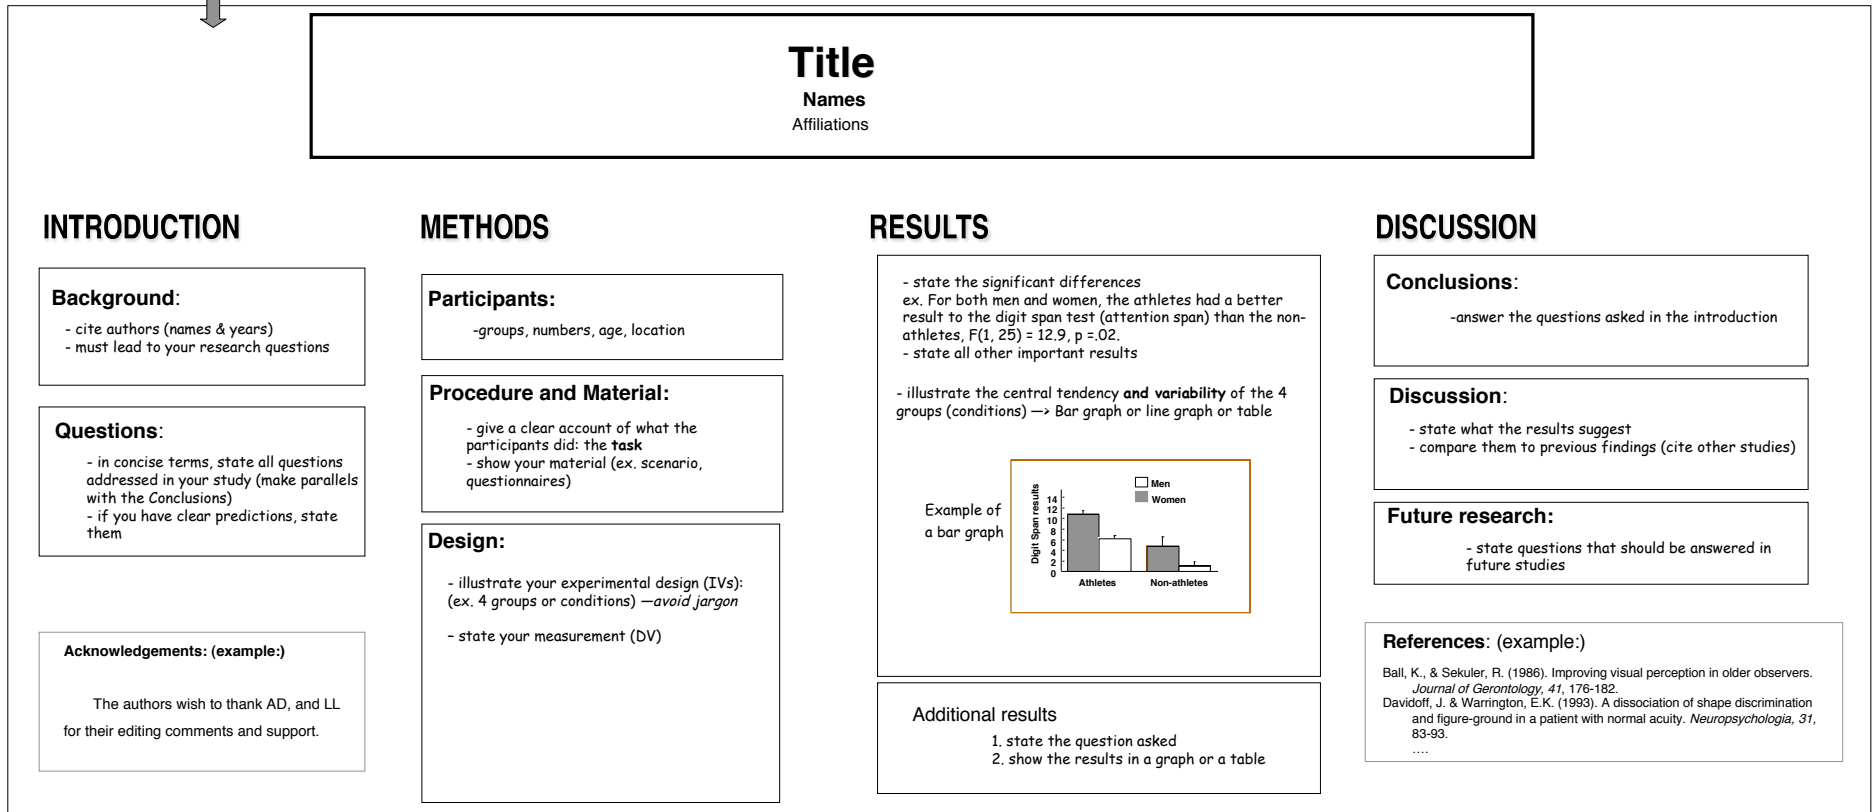 Title
Names
Affiliations
INTRODUCTION
Background:
- cite authors (names & years)
- must lead to your research questions
Questions:
- in concise terms, state all questions
addressed in your study (make parallels
with the Conclusions)
- if you have clear predictions, state
them
Acknowledgements: (example:)
The authors wish to thank AD, and LL
for their editing comments and support.
METHODS
Participants:
-groups, numbers, age, location
Procedure and Material:
- give a clear account of what the
participants did: the task
- show your material (ex. scenario,
questionnaires)
Design:
- illustrate your experimental design (IVs):
(ex. 4 groups or conditions) —avoid jargon
- state your measurement (DV)
RESULTS
- state the significant differences
ex. For both men and women, the athletes had a better
result to the digit span test (attention span) than the non-
athletes, F(1, 25) = 12.9, p =.02.
- state all other important results
- illustrate the central tendency and variability of the 4
groups (conditions) —> Bar graph or line graph or table
Example of
a bar graph
Digit Span results
14
12
10
8
6
4
2
0
Men
Women
Athletes
Non-athletes
Additional results
1. state the question asked
2. show the results in a graph or a table
DISCUSSION
Conclusions:
-answer the questions asked in the introduction
Discussion:
- state what the results suggest
- compare them to previous findings (cite other studies)
Future research:
- state questions that should be answered in
future studies
References: (example:)
Ball, K., & Sekuler, R. (1986). Improving visual perception in older observers.
Journal of Gerontology, 41, 176-182.
Davidoff, J. & Warrington, E.K. (1993). A dissociation of shape discrimination
and figure-ground in a patient with normal acuity. Neuropsychologia, 31,
83-93.
....